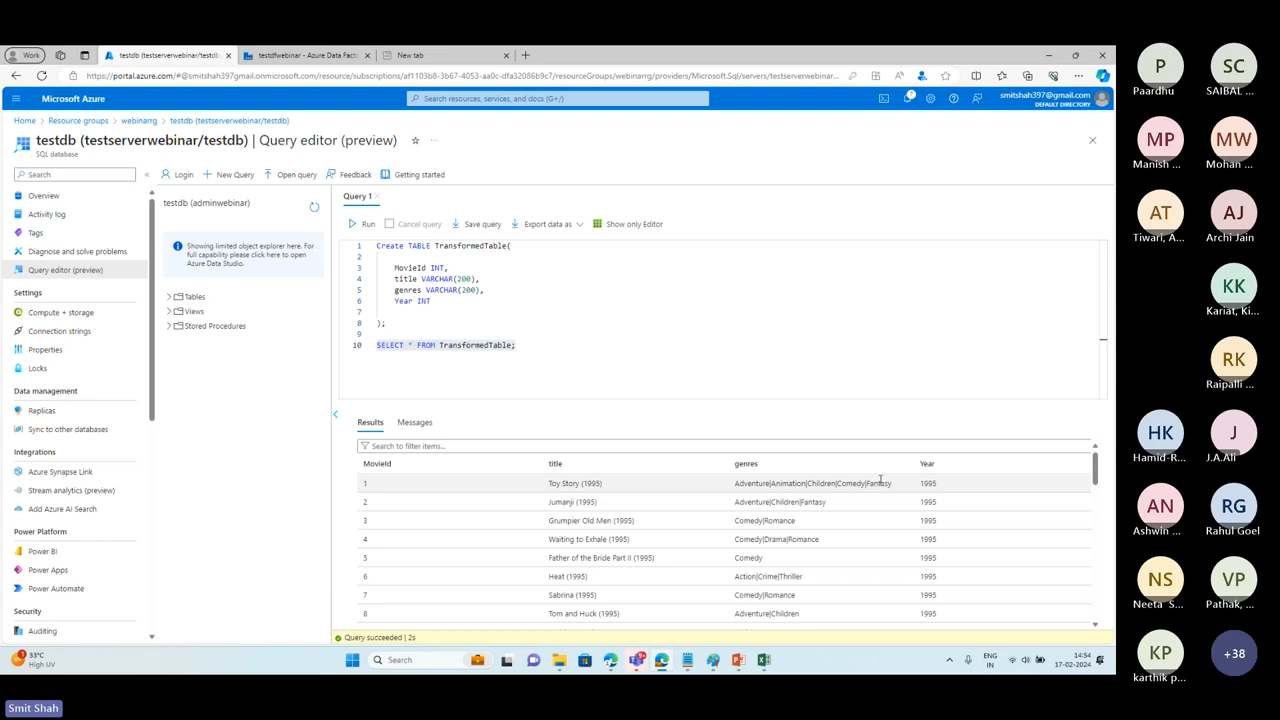 Work
testdb (testserverwebinar/testdb
testdfwebinar - Azure Data Facto
New tab
https://portal.azure.com/#@smitshah397gmail.onmicrosoft.com/resource/subscriptions/af1103b8-3b67-4053-aa0c-dfa32086b9c7/resourceGroups/webinarrg/providers/Microsoft.Sql/servers/testserverwebinar...
Microsoft Azure
Search resources, services, and docs (G+/)
smitshah397@gmail.com
DEFAULT DIRECTORY
Home > Resource groups > webinarrg > testdb (testserverwebinar/testdb)
testdb (testserverwebinar/testdb) | Query editor (preview)
SQL database
Search
Overview
Activity log
Tags
Diagnose and solve problems
Query editor (preview)
Settings
Compute + storage
Connection strings
Properties
Locks
Data management
Replicas
Sync to other databases
Integrations
Azure Synapse Link
Stream analytics (preview)
Add Azure AI Search
Power Platform
Power BI
Power Apps
Power Automate
Security
Auditing
Login
New Query
Open query
Feedback
Getting started
testdb (adminwebinar)
Showing limited object explorer here. For
full capability please click here to open
Azure Data Studio.
Tables
Views
Stored Procedures
Query 1
Run
Cancel query
Save query
Export data as
Show only Editor
1 Create TABLE TransformedTable(
2
3 MovieId INT,
4 title VARCHAR(200),
5 genres VARCHAR(200),
6 Year INT
7
8 );
9
10 SELECT * FROM TransformedTable;
Results
Messages
Search to filter items...
MovieId title genres Year
1 Toy Story (1995) Adventure|Animation|Children|Comedy|Fantasy 1995
2 Jumanji (1995) Adventure|Children|Fantasy 1995
3 Grumpier Old Men (1995) Comedy|Romance 1995
4 Waiting to Exhale (1995) Comedy|Drama|Romance 1995
5 Father of the Bride Part II (1995) Comedy 1995
6 Heat (1995) Action|Crime|Thriller 1995
7 Sabrina (1995) Comedy|Romance 1995
8 Tom and Huck (1995) Adventure|Children 1995
Query succeeded | 2s
33°C
High UV
Search
ENG
IN
14:54
17-02-2024
P
Paardhu
SC
SAIBAL ...
MP
Manish ...
MW
Mohan ...
AT
Tiwari, A...
AJ
Archi Jain
KK
Kariat, Ki...
RK
Raipalli ...
HK
Hamid-R...
J
J.A.Ali
AN
Ashwin ...
RG
Rahul Goel
NS
Neeta S...
VP
Pathak, ...
KP
karthik p...
+38
Smit Shah